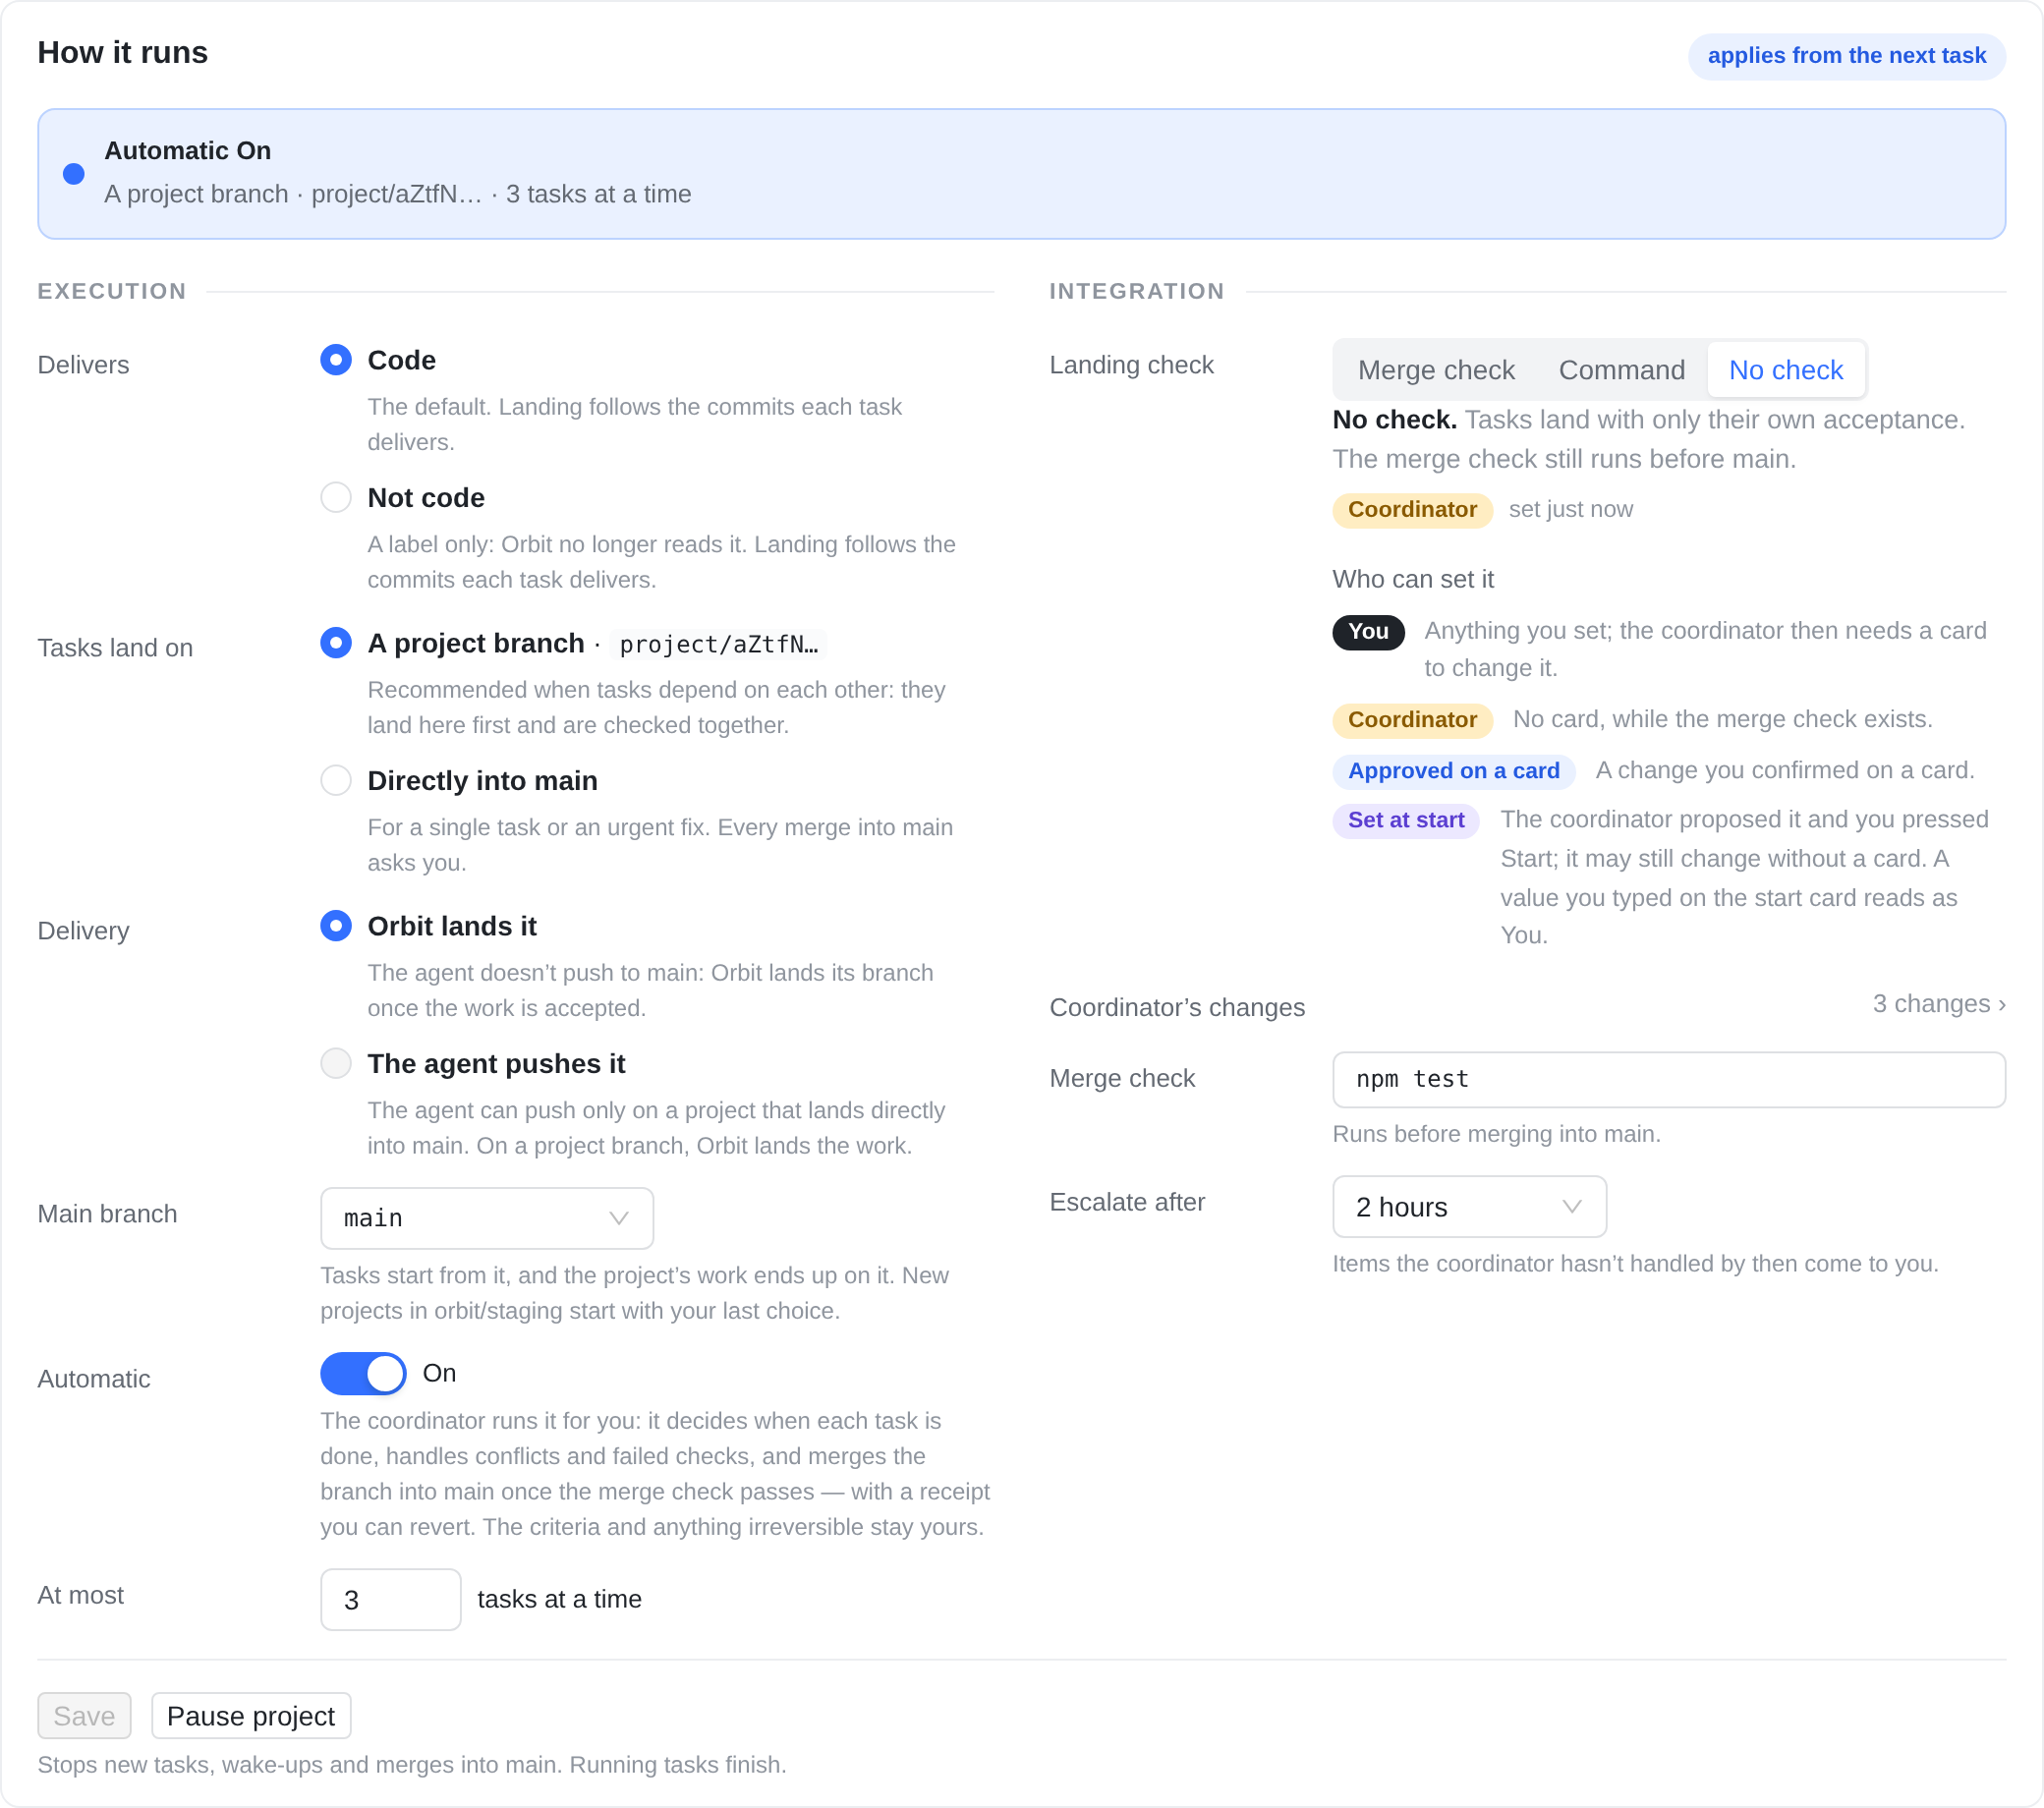 How it runs
applies from the next task
Automatic On
A project branch · project/aZtfN… · 3 tasks at a time
EXECUTION
Delivers
Code
The default. Landing follows the commits each task
delivers.
Not code
A label only: Orbit no longer reads it. Landing follows the
commits each task delivers.
Tasks land on
A project branch · project/aZtfN…
Recommended when tasks depend on each other: they
land here first and are checked together.
Directly into main
For a single task or an urgent fix. Every merge into main
asks you.
Delivery
Orbit lands it
The agent doesn’t push to main: Orbit lands its branch
once the work is accepted.
The agent pushes it
The agent can push only on a project that lands directly
into main. On a project branch, Orbit lands the work.
Main branch
main
Tasks start from it, and the project’s work ends up on it. New
projects in orbit/staging start with your last choice.
Automatic
On
The coordinator runs it for you: it decides when each task is
done, handles conflicts and failed checks, and merges the
branch into main once the merge check passes — with a receipt
you can revert. The criteria and anything irreversible stay yours.
At most
3 tasks at a time
INTEGRATION
Landing check
Merge check Command No check
No check. Tasks land with only their own acceptance.
The merge check still runs before main.
Coordinator set just now
Who can set it
You Anything you set; the coordinator then needs a card
to change it.
Coordinator No card, while the merge check exists.
Approved on a card A change you confirmed on a card.
Set at start The coordinator proposed it and you pressed
Start; it may still change without a card. A
value you typed on the start card reads as
You.
Coordinator’s changes
3 changes ›
Merge check
npm test
Runs before merging into main.
Escalate after
2 hours
Items the coordinator hasn’t handled by then come to you.
Save Pause project
Stops new tasks, wake-ups and merges into main. Running tasks finish.